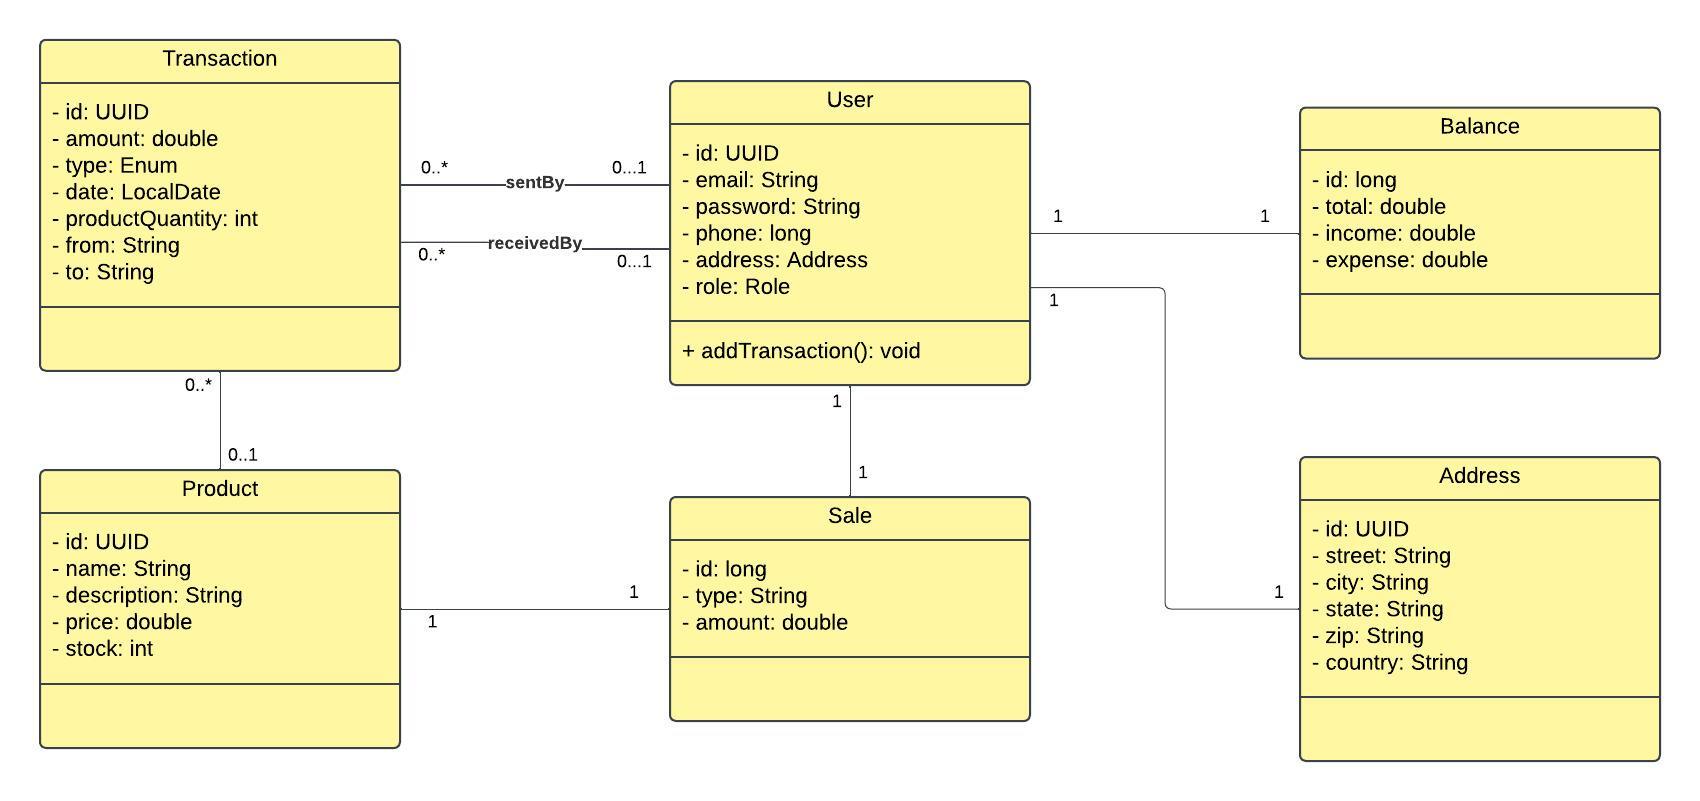 Transaction
- id: UUID
- amount: double
- type: Enum
- date: LocalDate
- productQuantity: int
- from: String
- to: String
0..*
sentBy
0...1
0..*
receivedBy
0...1
User
- id: UUID
- email: String
- password: String
- phone: long
- address: Address
- role: Role
+ addTransaction(): void
1
1
Balance
- id: long
- total: double
- income: double
- expense: double
1
1
0..*
0..1
1
1
Product
- id: UUID
- name: String
- description: String
- price: double
- stock: int
1
1
Sale
- id: long
- type: String
- amount: double
Address
- id: UUID
- street: String
- city: String
- state: String
- zip: String
- country: String